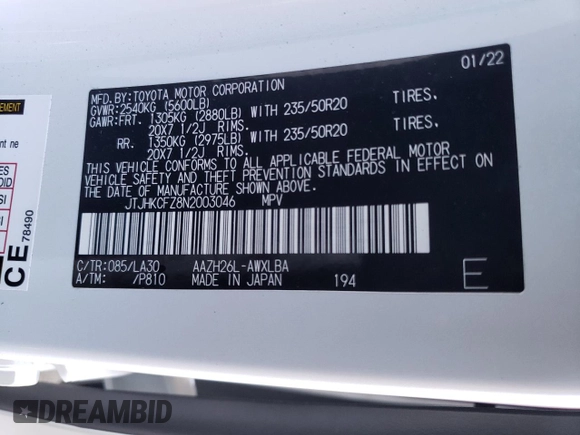 01/22
MFD.BY:TOYOTA MOTOR CORPORATION
GVWR:2540KG (5600LB)
GAWR:FRT. 1305KG (2880LB) WITH 235/50R20 TIRES.
20X7 1/2J RIMS.
RR. 1350KG (2975LB) WITH 235/50R20 TIRES.
20X7 1/2J RIMS.
THIS VEHICLE CONFORMS TO ALL APPLICABLE FEDERAL MOTOR
VEHICLE SAFETY AND THEFT PREVENTION STANDARDS IN EFFECT
ON THE DATE OF MANUFACTURE SHOWN ABOVE.
JTJHKCFZ8N2003046 MPV
C/TR:085/LA30 AAZH26L-AWXLBA
A/TM: /P810 MADE IN JAPAN 194 E
CE
78490
DREAMBID